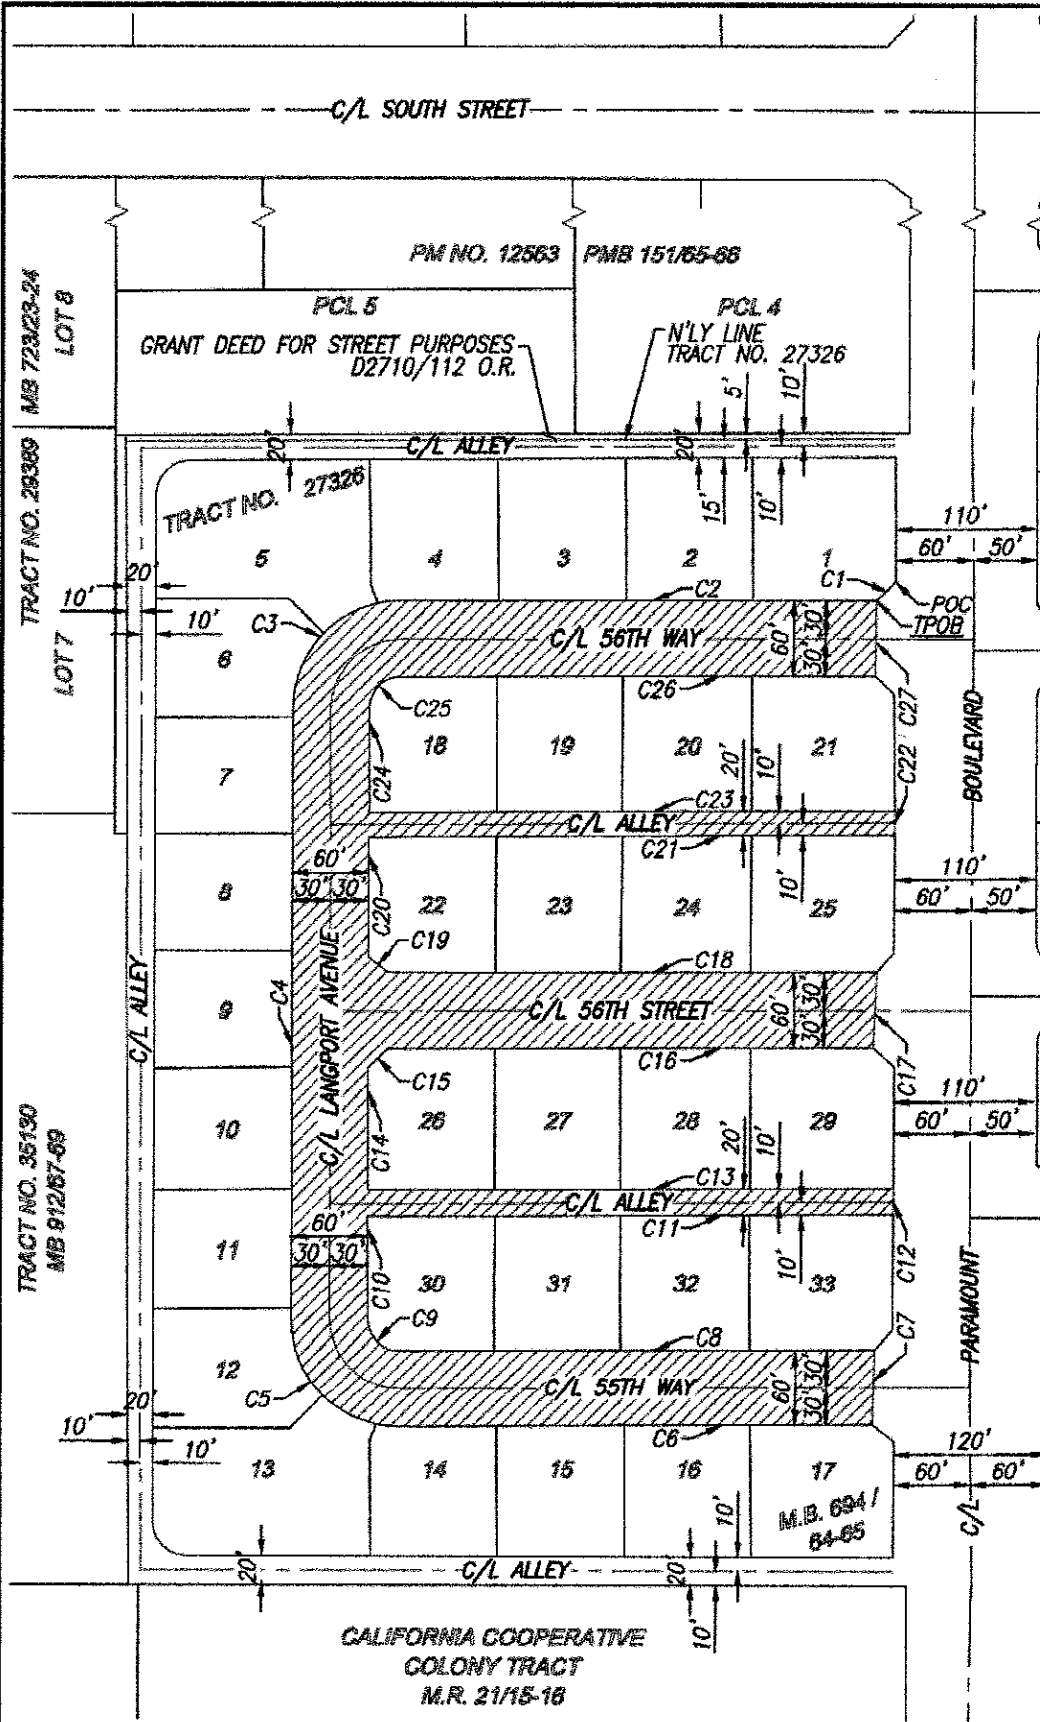 C/L SOUTH STREET
PM NO. 12563
PMB 151/65-66
MB 723/23-24
LOT 8
PCL 5
PCL 4
GRANT DEED FOR STREET PURPOSES
D2710/112 O.R.
N'LY LINE
TRACT NO. 27326
5'
10'
20'
C/L ALLEY
20'
15'
10'
TRACT NO. 29389
LOT 7
TRACT NO. 27326
5
4
3
2
1
110'
60'
50'
20'
10'
10'
C1
C2
POC
TPOB
C3
C/L 56TH WAY
60'
30'
30'
6
C26
C27
C25
18
19
20
21
C24
20'
10'
C22
BOULEVARD
7
C23
C/L ALLEY
C21
10'
60'
30'
30'
110'
60'
50'
8
C20
22
23
24
25
C19
C18
C/L ALLEY
9
C4
C/L LANGPORT AVENUE
C/L 56TH STREET
60'
30'
30'
C15
C16
C17
110'
60'
50'
10
C14
26
27
28
29
20'
10'
TRACT NO. 35130
MB 912/67-69
C13
C/L ALLEY
C11
10'
C12
60'
30'
30'
11
C10
30
31
32
33
C9
C8
C7
PARAMOUNT
12
C5
C/L 55TH WAY
60'
30'
30'
20'
10'
10'
C6
120'
60'
60'
13
14
15
16
17
M.B. 694 /
64-65
10'
C/L
20'
C/L ALLEY
20'
10'
CALIFORNIA COOPERATIVE
COLONY TRACT
M.R. 21/15-16